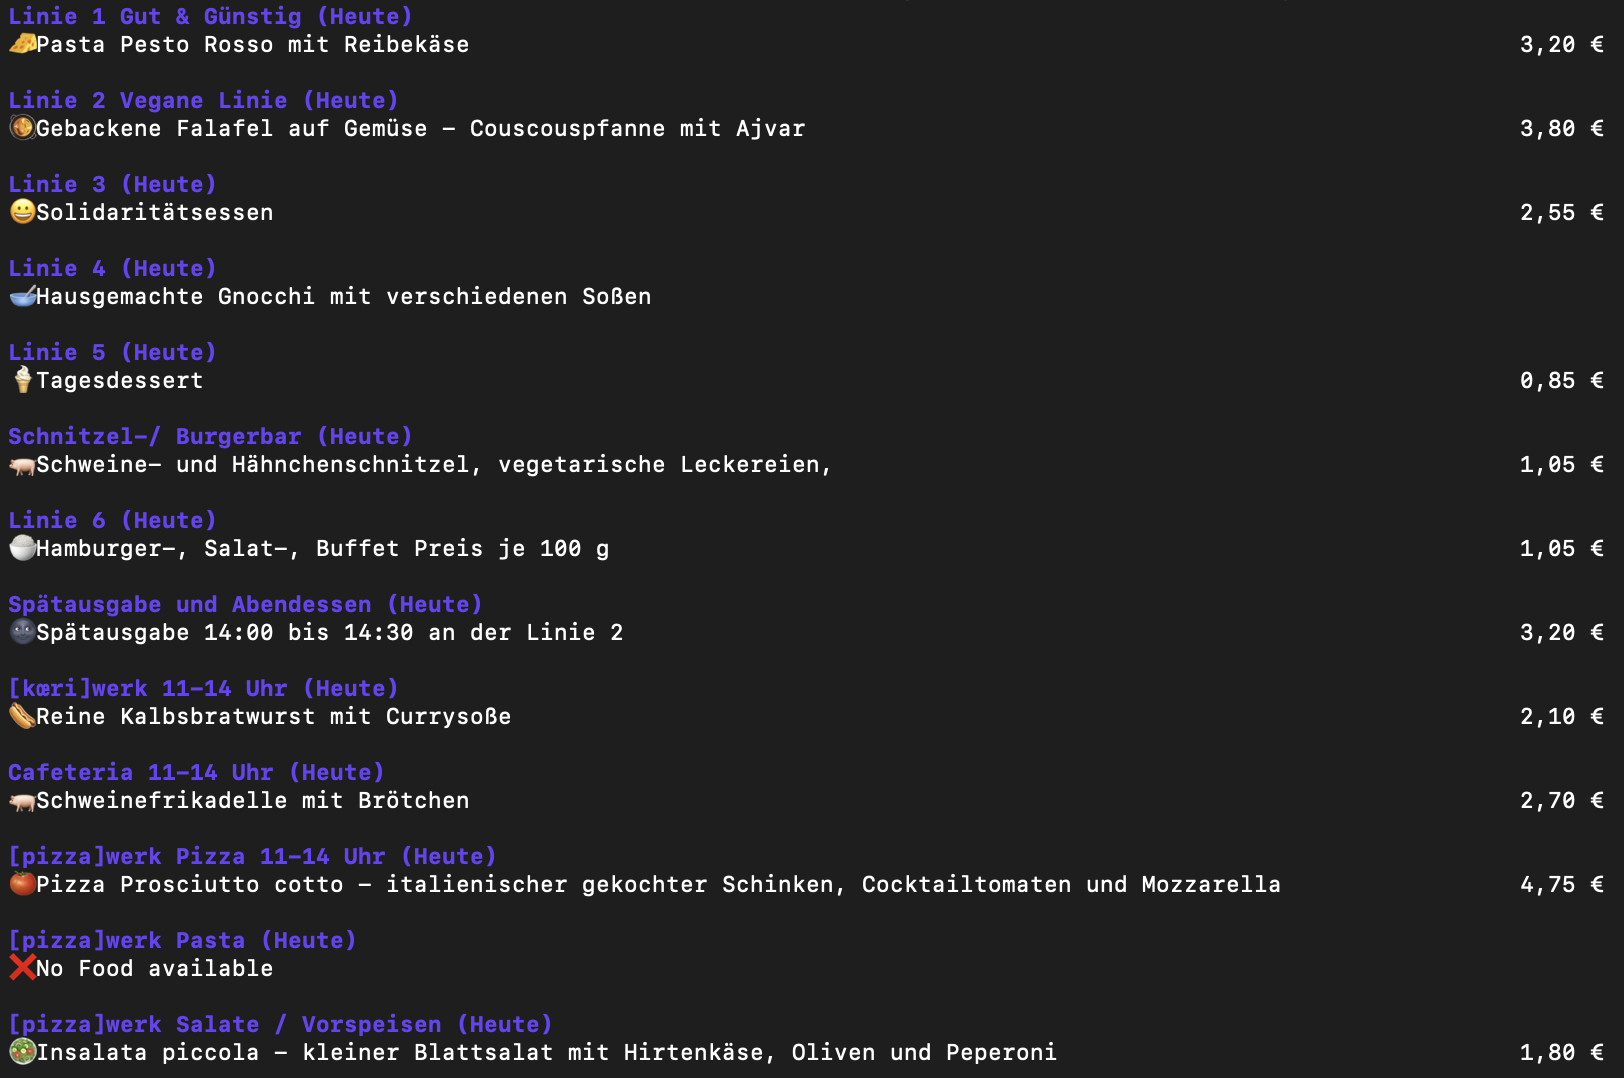 Linie 1 Gut & Günstig (Heute)
Pasta Pesto Rosso mit Reibekäse 3,20 €
Linie 2 Vegane Linie (Heute)
Gebackene Falafel auf Gemüse - Couscouspfanne mit Ajvar 3,80 €
Linie 3 (Heute)
Solidaritätsessen 2,55 €
Linie 4 (Heute)
Hausgemachte Gnocchi mit verschiedenen Soßen
Linie 5 (Heute)
Tagesdessert 0,85 €
Schnitzel-/ Burgerbar (Heute)
Schweine- und Hähnchenschnitzel, vegetarische Leckereien, 1,05 €
Linie 6 (Heute)
Hamburger-, Salat-, Buffet Preis je 100 g 1,05 €
Spätausgabe und Abendessen (Heute)
Spätausgabe 14:00 bis 14:30 an der Linie 2 3,20 €
[kœri]werk 11-14 Uhr (Heute)
Reine Kalbsbratwurst mit Currysoße 2,10 €
Cafeteria 11-14 Uhr (Heute)
Schweinefrikadelle mit Brötchen 2,70 €
[pizza]werk Pizza 11-14 Uhr (Heute)
Pizza Prosciutto cotto - italienischer gekochter Schinken, Cocktailtomaten und Mozzarella 4,75 €
[pizza]werk Pasta (Heute)
No Food available
[pizza]werk Salate / Vorspeisen (Heute)
Insalata piccola - kleiner Blattsalat mit Hirtenkäse, Oliven und Peperoni 1,80 €